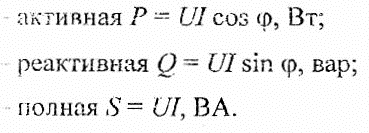 - активная P = UI cos φ, Вт;
- реактивная Q = UI sin φ, вар;
- полная S = UI, ВА.